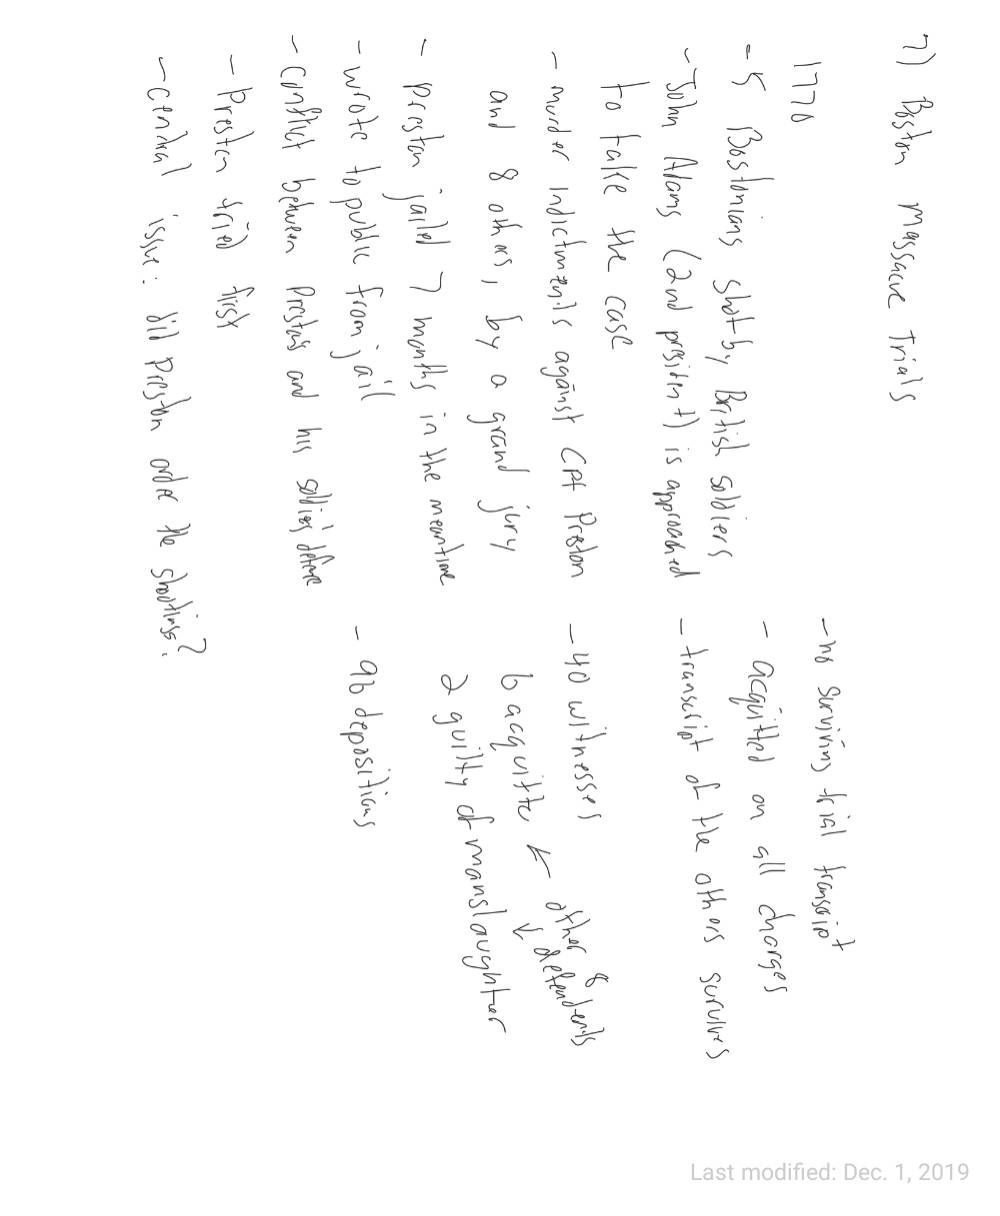 7) Boston Massacre Trials
1770
- 5 Bostonians shot by British soldiers
- John Adams (2nd president) is approached
to take the case
- murder indictments against CPt Preston
and 8 others, by a grand jury
- Preston jailed 7 months in the meantime
- wrote to public from jail
- conflict between Preston's and his soldiers' defense
- Preston tried first
- central issue: did Preston order the shootings?
- no surviving trial transcript
- acquitted on all charges
- transcript of the others survives
- 40 witnesses
other 8
defendents
6 acquitte ←
↓
2 guilty of manslaughter
- 96 depositions
Last modified: Dec. 1, 2019